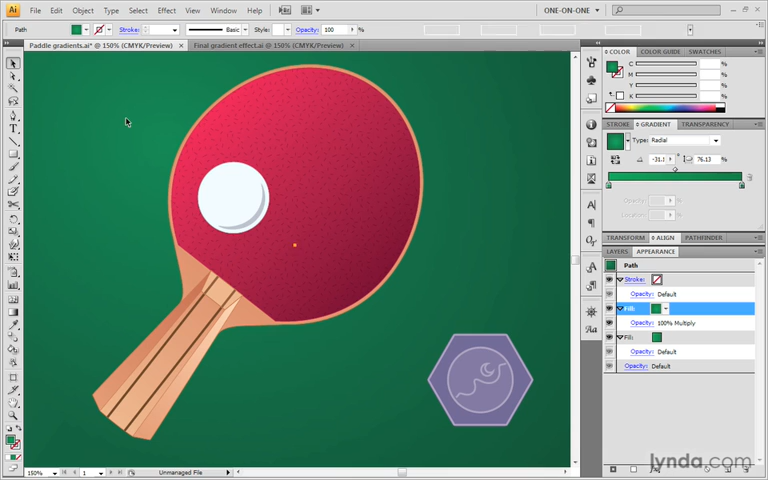 Ai File Edit Object Type Select Effect View Window Help Br ONE-ON-ONE
Path Stroke: Basic Style: Opacity: 100 %
Paddle gradients.ai* @ 150% (CMYK/Preview) × Final gradient effect.ai @ 150% (CMYK/Preview) ×
COLOR COLOR GUIDE SWATCHES
C %
M
Y
K %
STROKE GRADIENT TRANSPARENCY
Type: Radial
-31.1 76.13 %
Opacity: %
Location: %
TRANSFORM ALIGN PATHFINDER
LAYERS APPEARANCE
Path
Stroke:
Opacity: Default
Fill:
Opacity: 100% Multiply
Fill:
Opacity: Default
Opacity: Default
150% 1 Unmanaged File
lynda.com